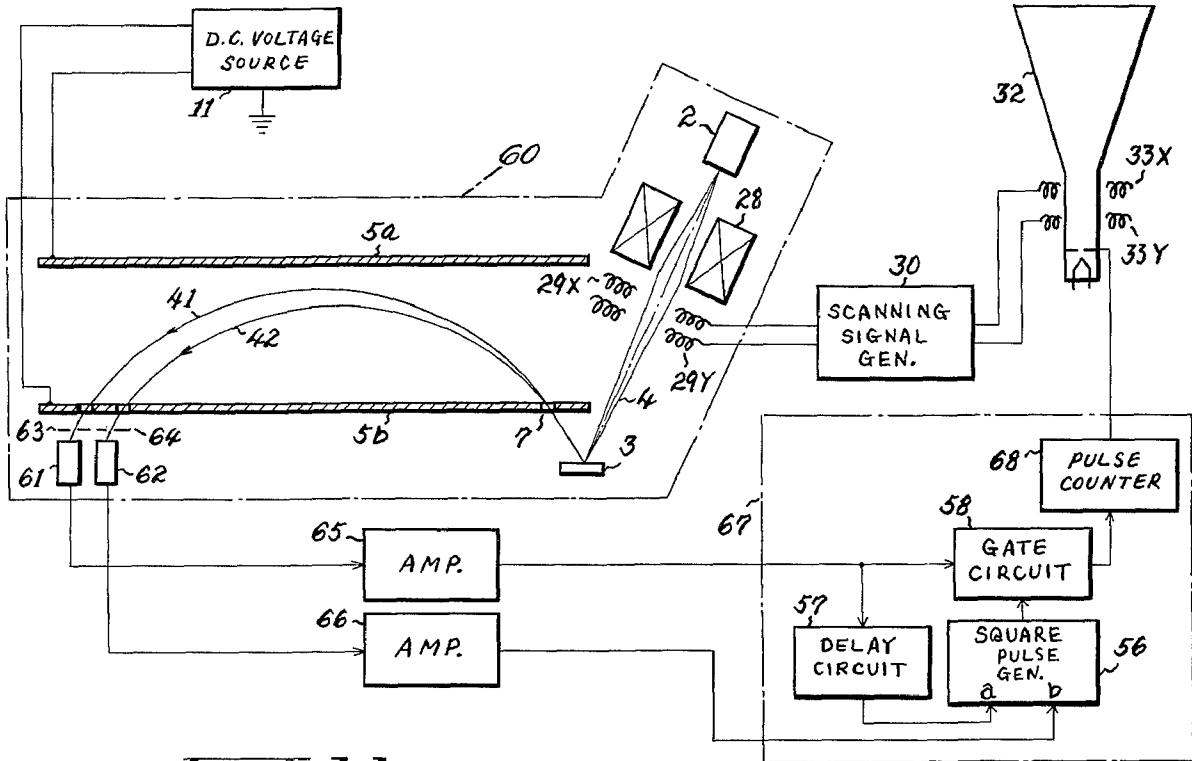 D.C. VOLTAGE
SOURCE
11
2
32
60
33X
28
5a
33Y
29X
30
41
SCANNING
SIGNAL
GEN.
42
29Y
4
63
64
5b
7
3
61
62
68
PULSE
COUNTER
67
58
65
AMP.
GATE
CIRCUIT
57
66
AMP.
DELAY
CIRCUIT
SQUARE
PULSE
GEN.
56
a
b